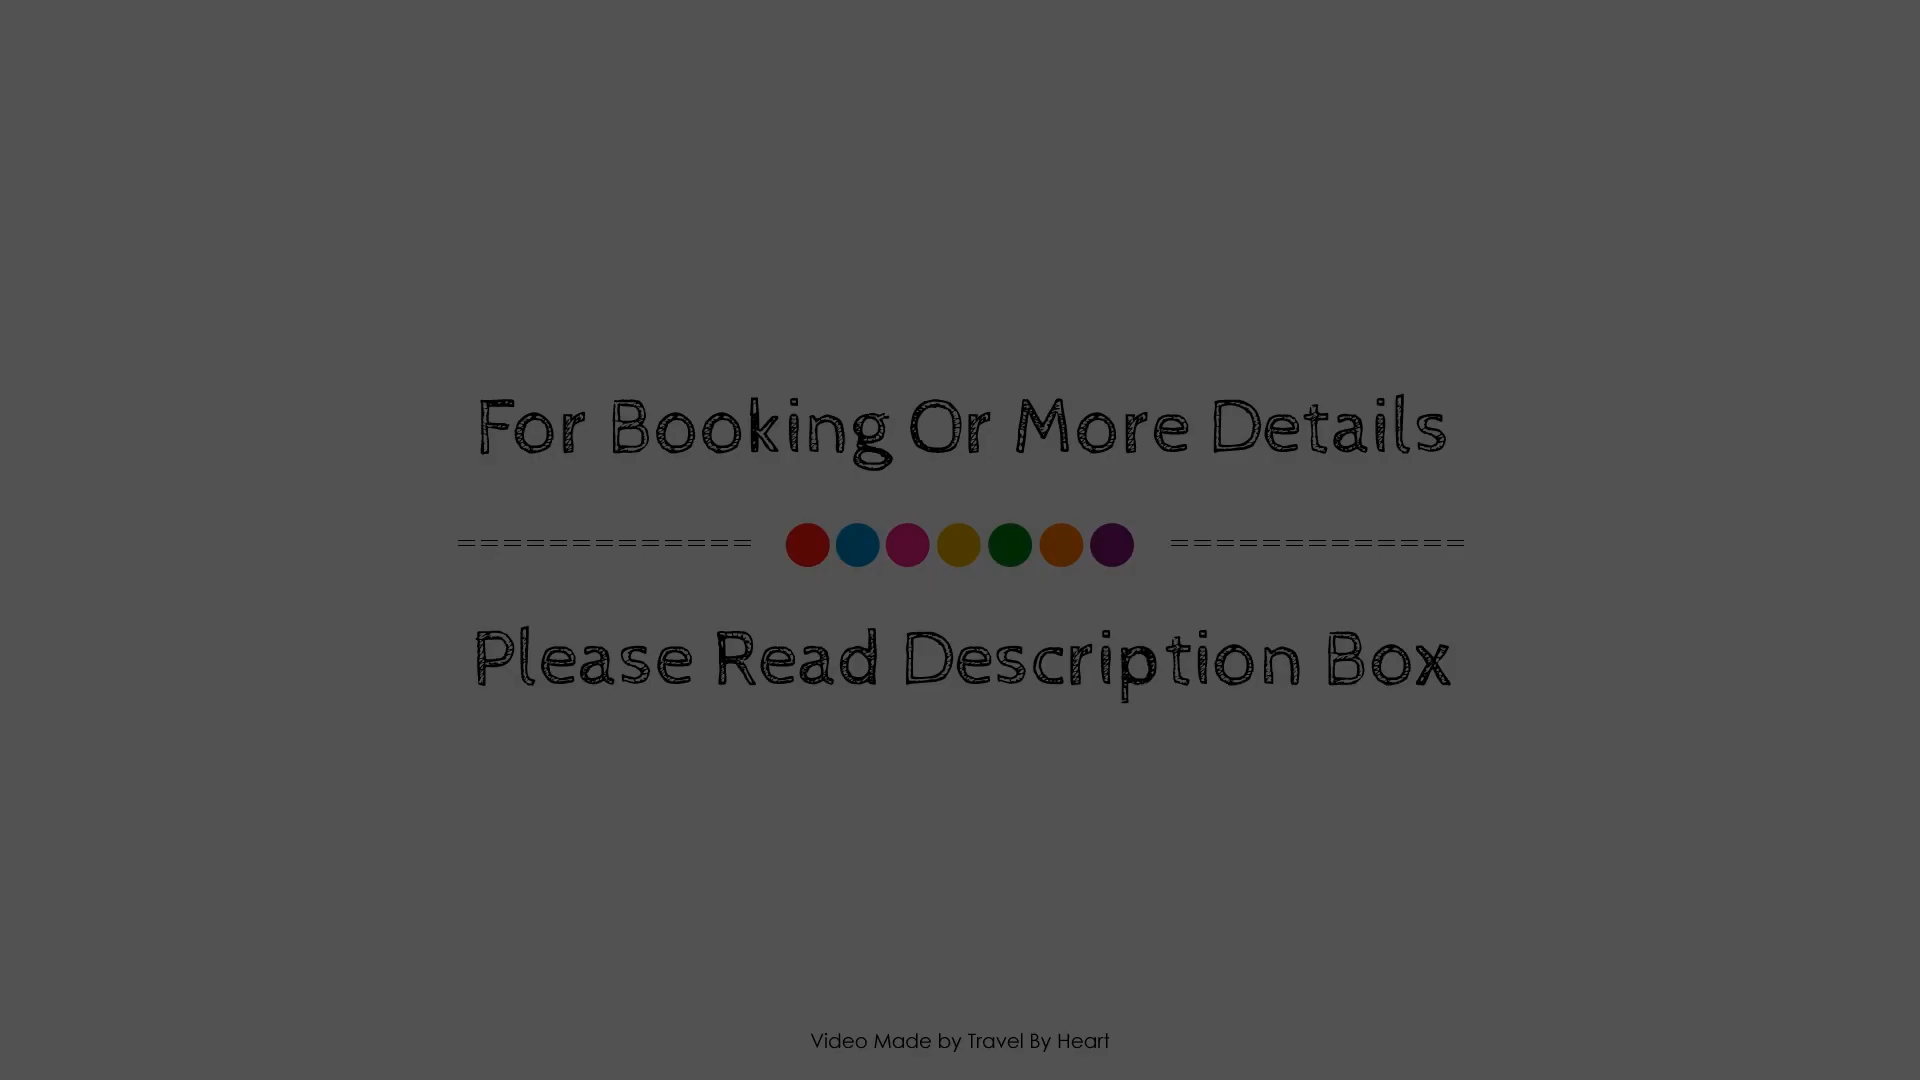 For Booking Or More Details
============= =============
Please Read Description Box
Video Made by Travel By Heart